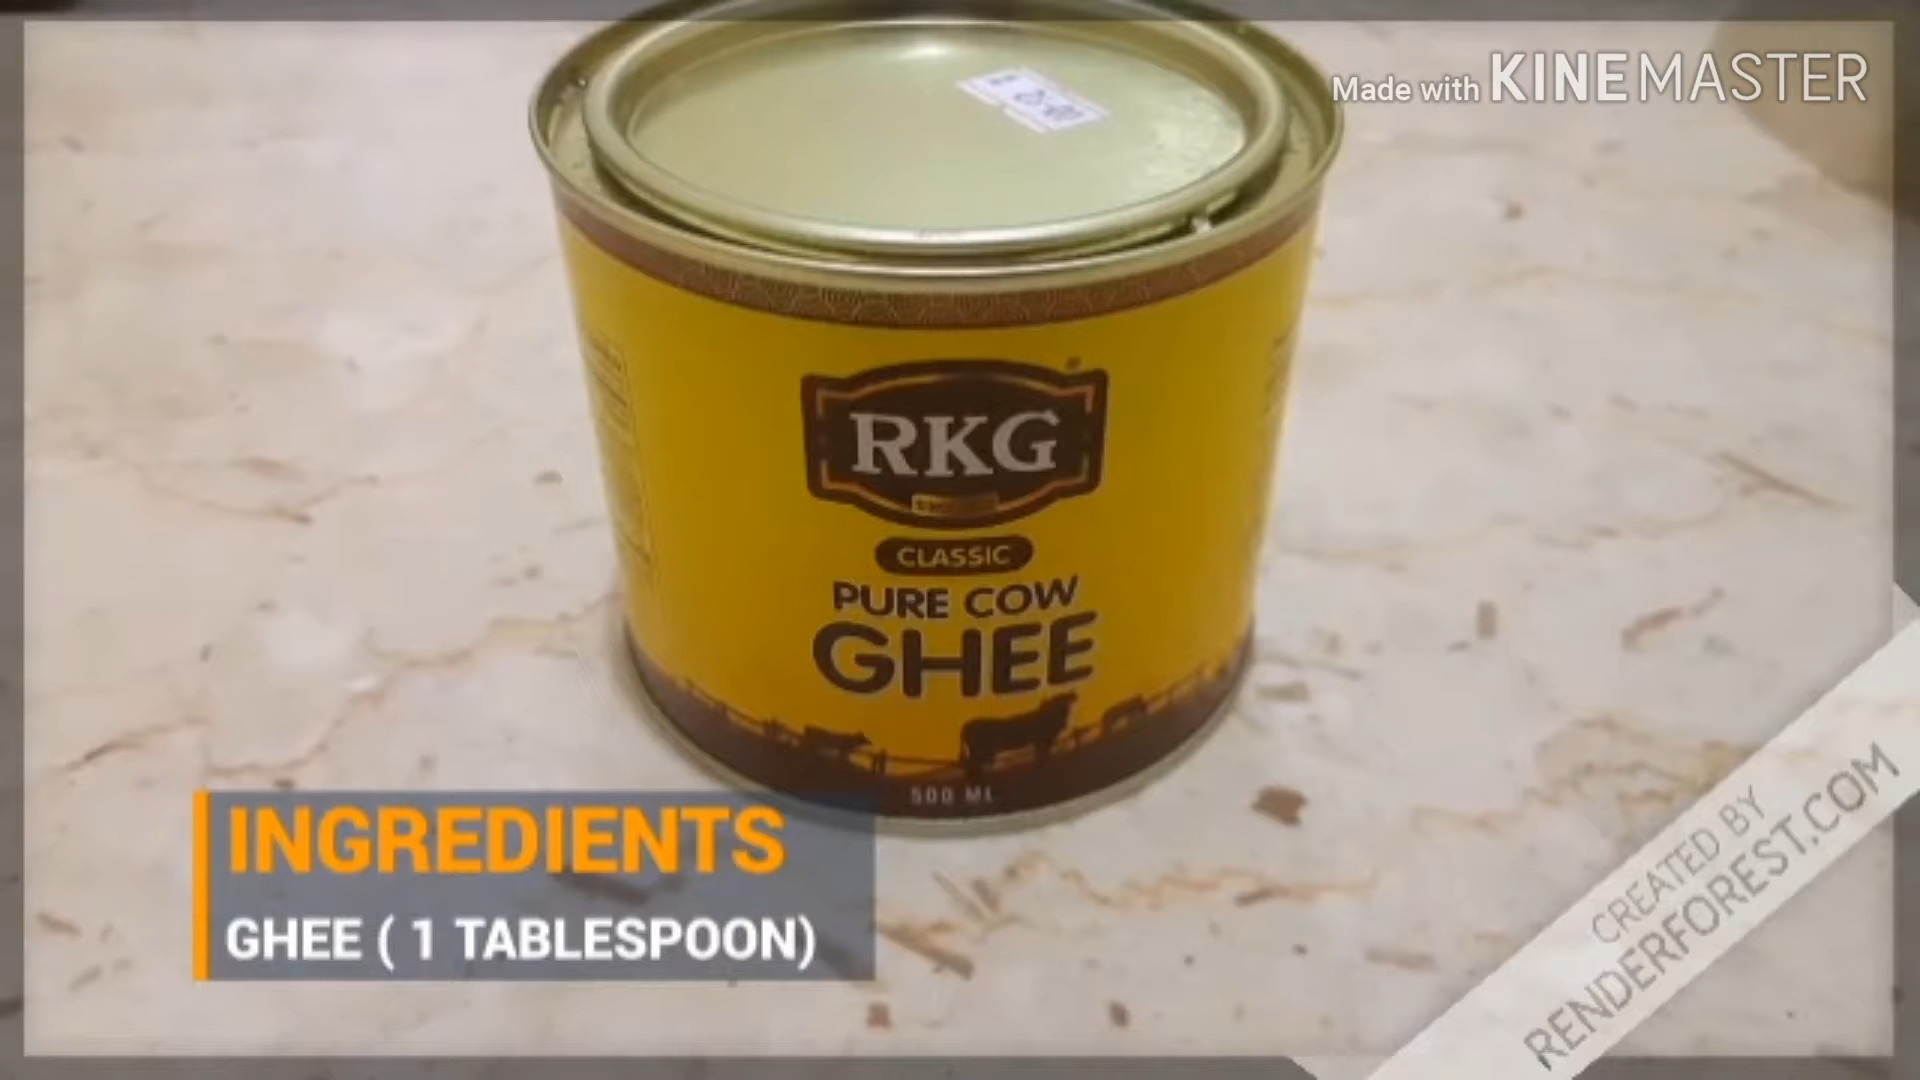 Made with KINEMASTER
RKG
CLASSIC
PURE COW
GHEE
500 ML
INGREDIENTS
GHEE ( 1 TABLESPOON)
CREATED BY
RENDERFOREST.COM